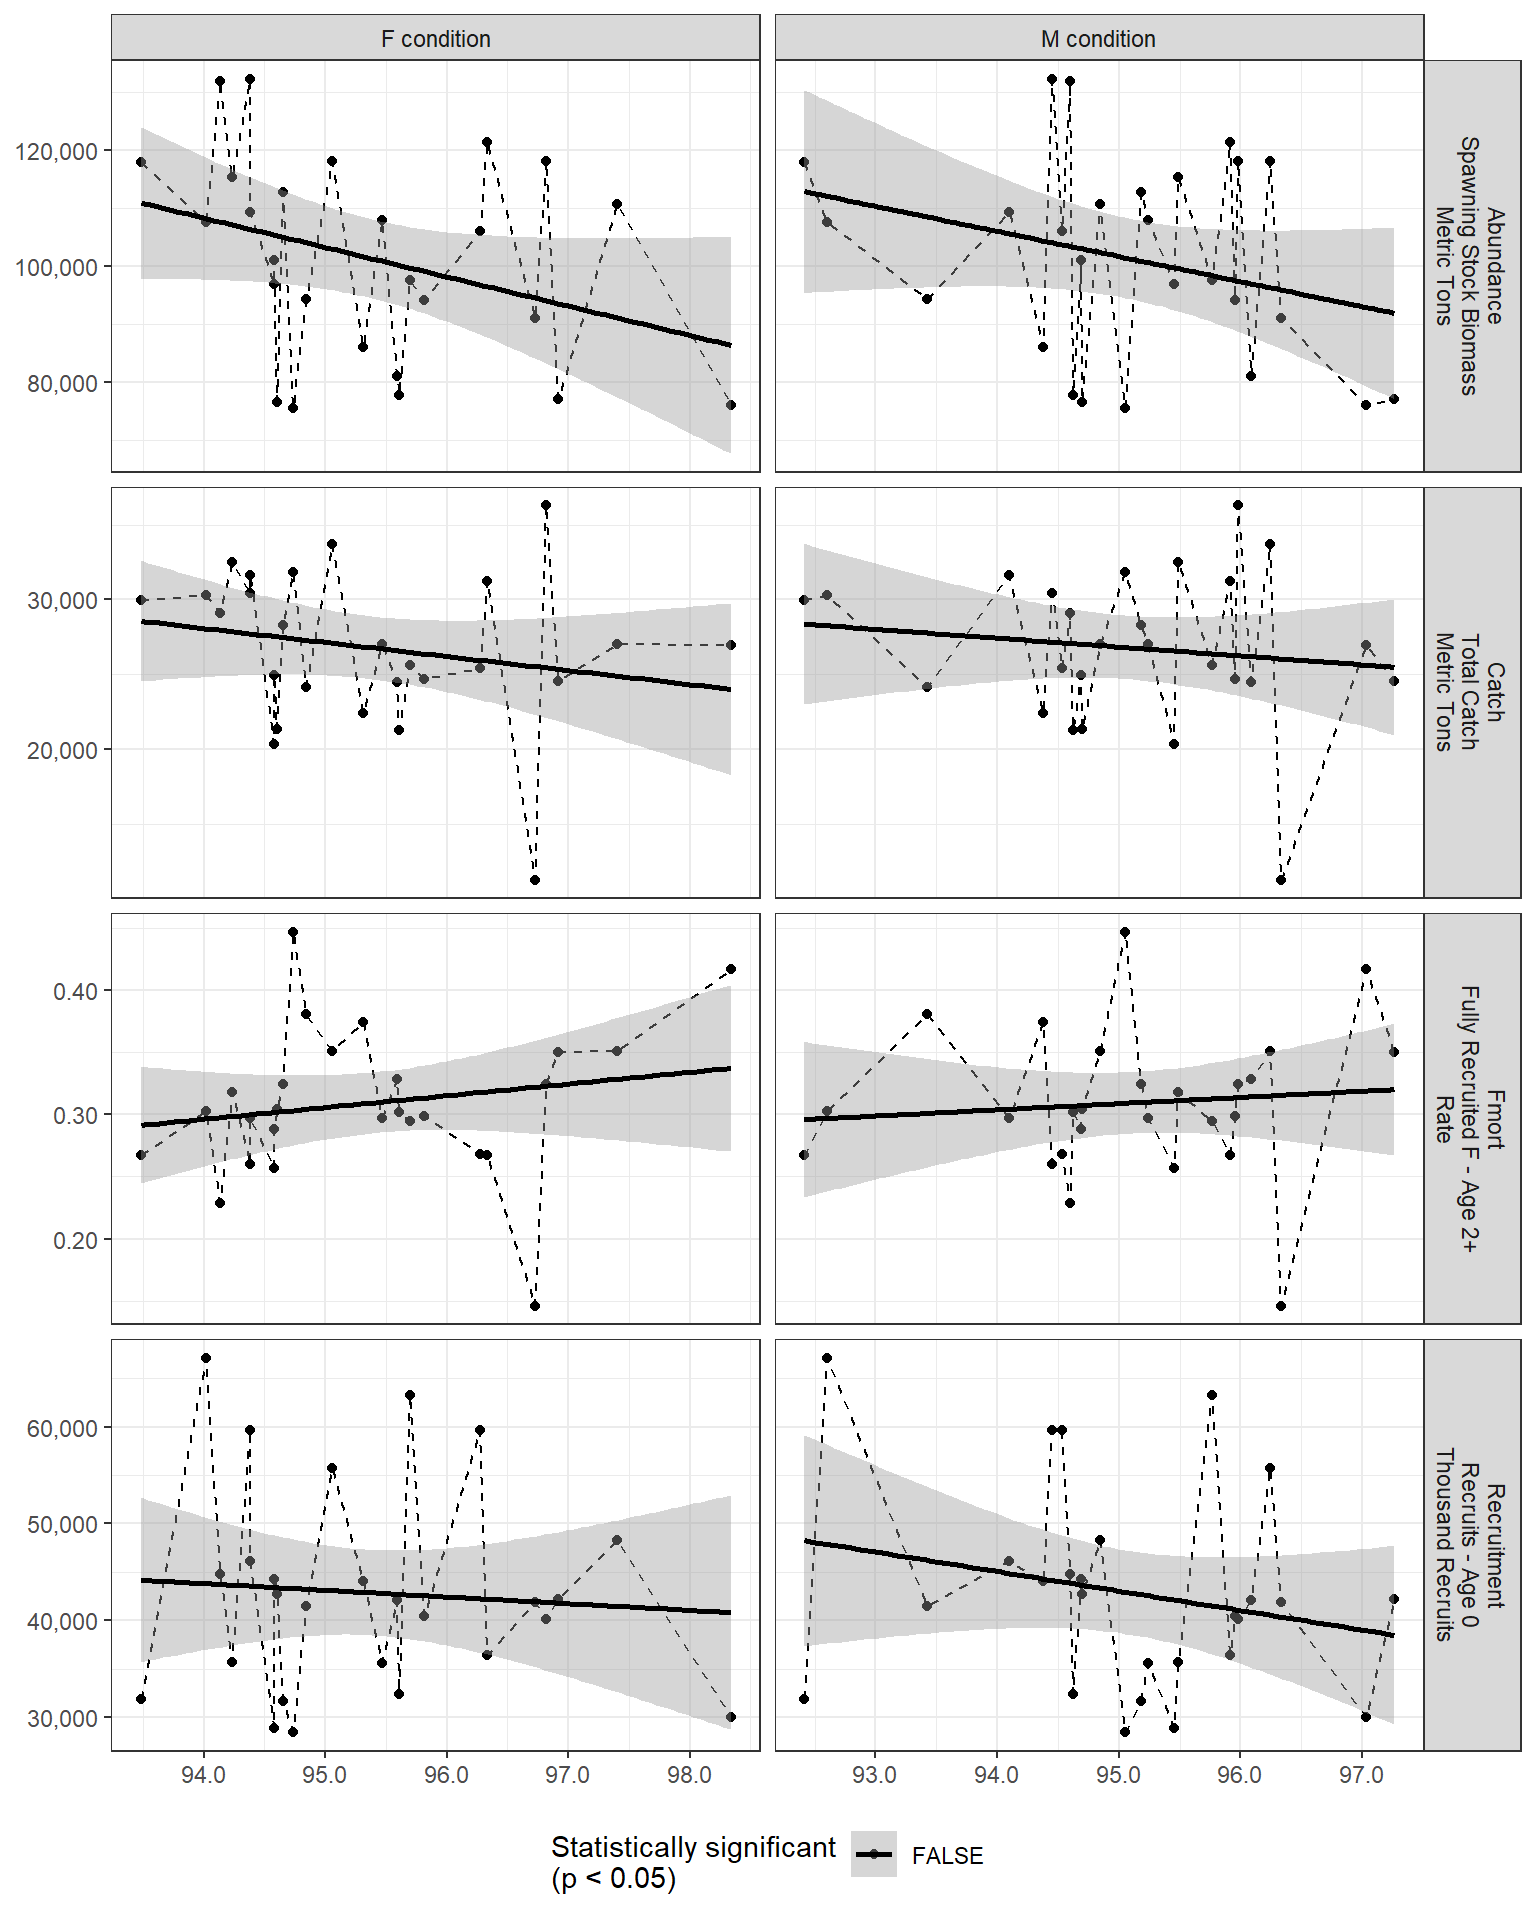 F condition
M condition
120,000
100,000
80,000
Abundance
Spawning Stock Biomass
Metric Tons
30,000
20,000
Catch
Total Catch
Metric Tons
0.40
0.30
0.20
Fmort
Fully Recruited F - Age 2+
Rate
60,000
50,000
40,000
30,000
Recruitment
Recruits - Age 0
Thousand Recruits
94.0
95.0
96.0
97.0
98.0
93.0
94.0
95.0
96.0
97.0
Statistically significant
(p < 0.05)
FALSE